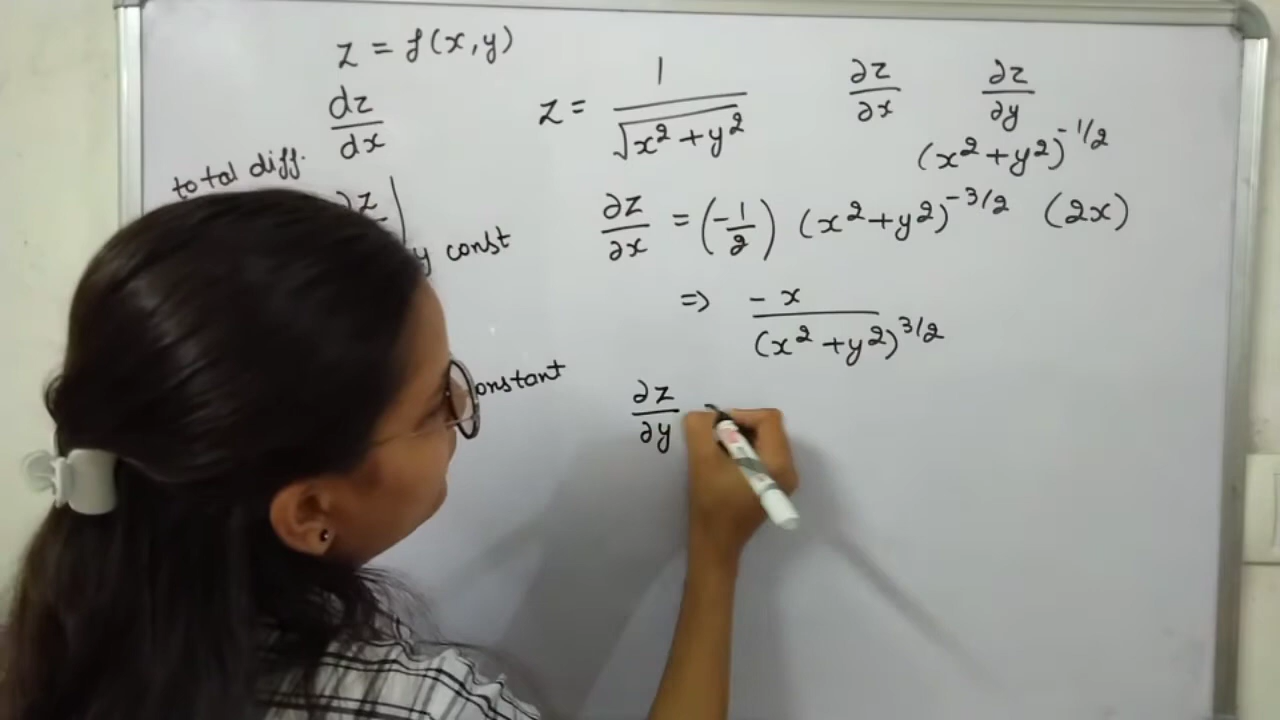 z = f(x,y)
dz/dx
total diff.
∂z
y const
onstant
z = 1/√(x²+y²)
∂z/∂x ∂z/∂y
(x²+y²)^-1/2
∂z/∂x = (-1/2) (x²+y²)^-3/2 (2x)
⇒ -x/(x²+y²)^3/2
∂z/∂y